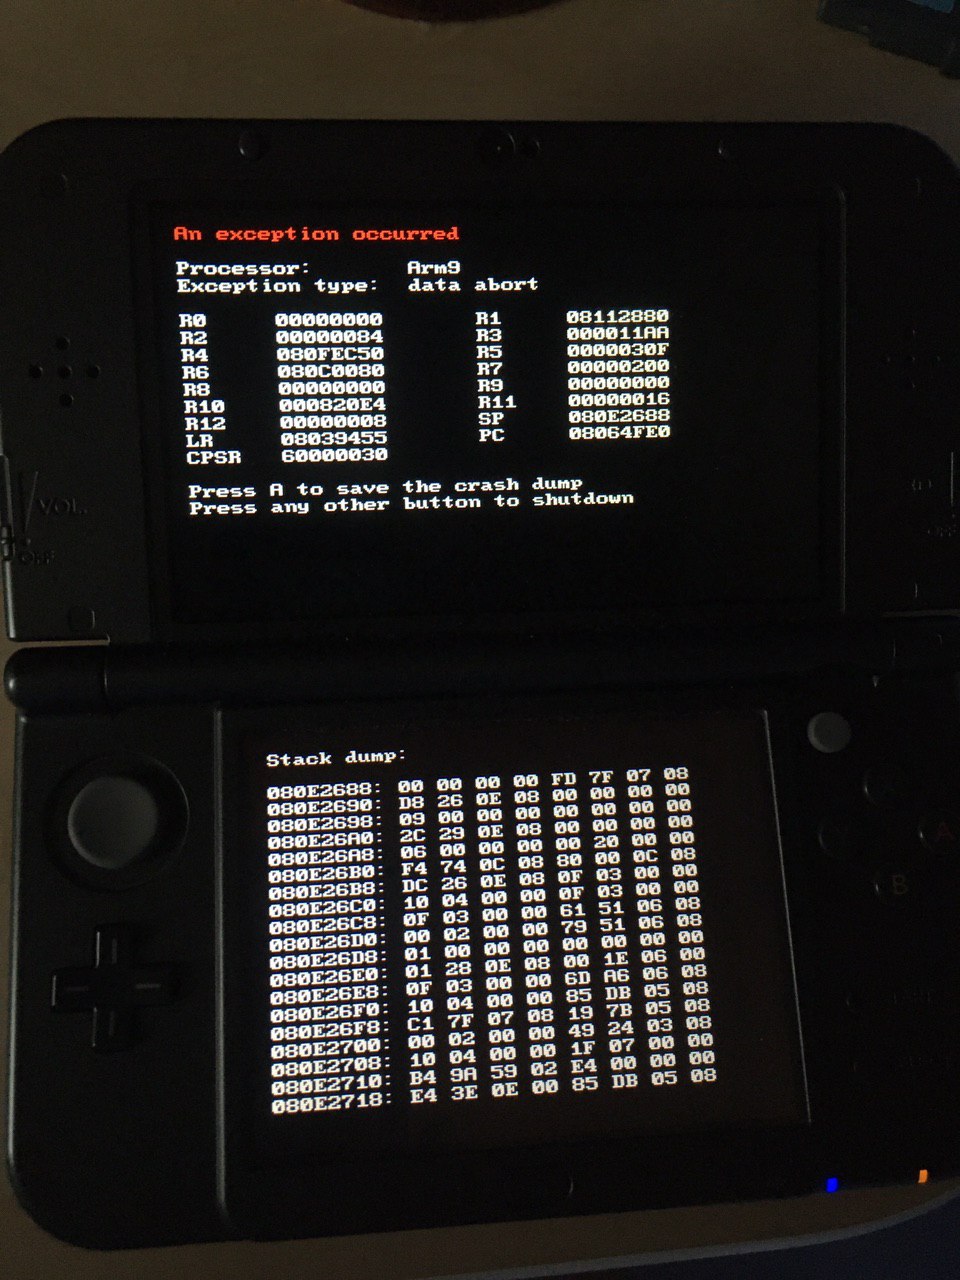 An exception occurred
Processor: Arm9
Exception type: data abort
R0 00000000 R1 08112880
R2 00000084 R3 000011AA
R4 080FEC50 R5 0000030F
R6 080C0080 R7 00000200
R8 00000000 R9 00000000
R10 000820E4 R11 00000016
R12 00000008 SP 080E2688
LR 08039455 PC 08064FE0
CPSR 60000030
Press A to save the crash dump
Press any other button to shutdown
VOL.
OFF
Stack dump:
080E2688: 00 00 00 00 FD 7F 07 08
080E2690: D8 26 0E 08 00 00 00 00
080E2698: 09 00 00 00 00 00 00 00
080E26A0: 2C 29 0E 08 00 00 00 00
080E26A8: 06 00 00 00 00 20 00 00
080E26B0: F4 74 0C 08 80 00 0C 08
080E26B8: DC 26 0E 08 0F 03 00 00
080E26C0: 10 04 00 00 0F 03 00 00
080E26C8: 0F 03 00 00 61 51 06 08
080E26D0: 00 02 00 00 79 51 06 08
080E26D8: 01 00 00 00 00 00 00 00
080E26E0: 01 28 0E 08 00 1E 06 00
080E26E8: 0F 03 00 00 6D A6 06 08
080E26F0: 10 04 00 00 85 DB 05 08
080E26F8: C1 7F 07 08 19 7B 05 08
080E2700: 00 02 00 00 49 24 03 08
080E2708: 10 04 00 00 1F 07 00 00
080E2710: B4 9A 59 02 E4 00 00 00
080E2718: E4 3E 0E 00 85 DB 05 08
A
B